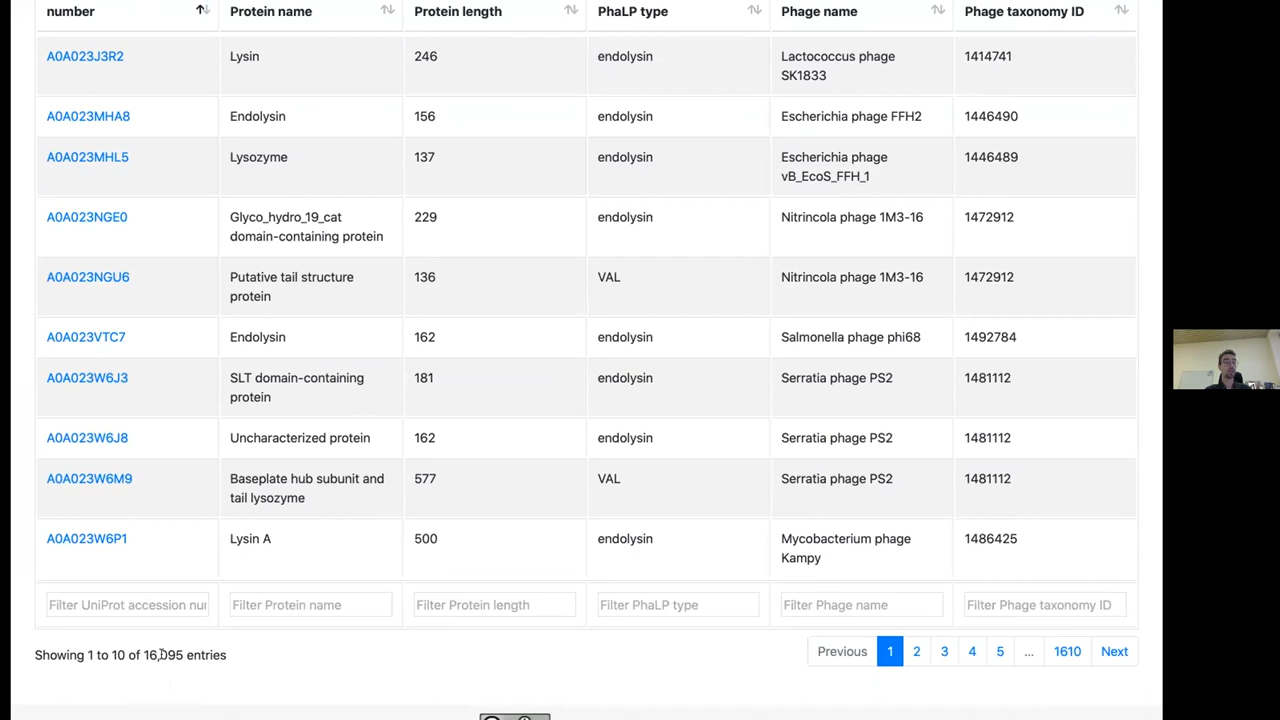 number Protein name Protein length PhaLP type Phage name Phage taxonomy ID
A0A023J3R2 Lysin 246 endolysin Lactococcus phage 1414741
SK1833
A0A023MHA8 Endolysin 156 endolysin Escherichia phage FFH2 1446490
A0A023MHL5 Lysozyme 137 endolysin Escherichia phage 1446489
vB_EcoS_FFH_1
A0A023NGE0 Glyco_hydro_19_cat 229 endolysin Nitrincola phage 1M3-16 1472912
domain-containing protein
A0A023NGU6 Putative tail structure 136 VAL Nitrincola phage 1M3-16 1472912
protein
A0A023VTC7 Endolysin 162 endolysin Salmonella phage phi68 1492784
A0A023W6J3 SLT domain-containing 181 endolysin Serratia phage PS2 1481112
protein
A0A023W6J8 Uncharacterized protein 162 endolysin Serratia phage PS2 1481112
A0A023W6M9 Baseplate hub subunit and 577 VAL Serratia phage PS2 1481112
tail lysozyme
A0A023W6P1 Lysin A 500 endolysin Mycobacterium phage 1486425
Kampy
Filter UniProt accession nur Filter Protein name Filter Protein length Filter PhaLP type Filter Phage name Filter Phage taxonomy ID
Showing 1 to 10 of 16,095 entries Previous 1 2 3 4 5 ... 1610 Next